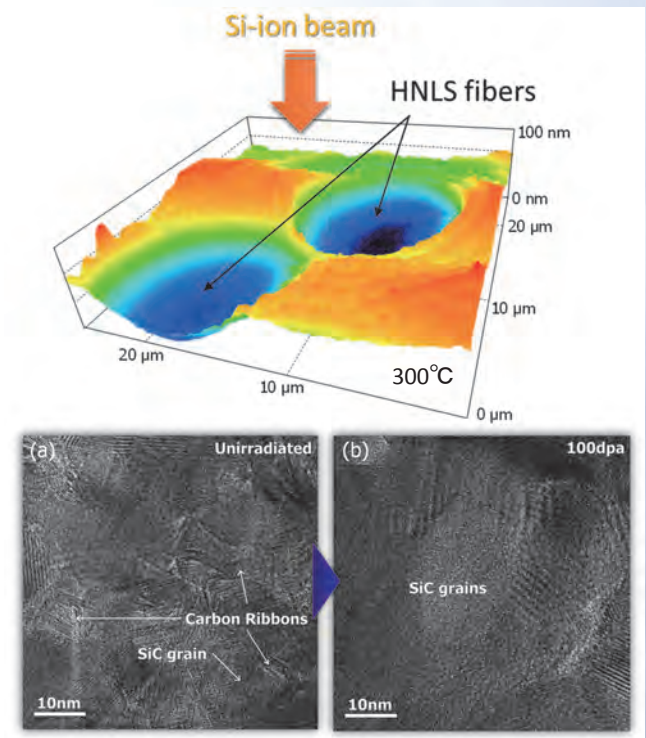 Si-ion beam
HNLS fibers
100 nm
0 nm
20 µm
10 µm
0 µm
20 µm
10 µm
300℃
(a) Unirradiated
Carbon Ribbons
SiC grain
10nm
(b) 100dpa
SiC grains
10nm